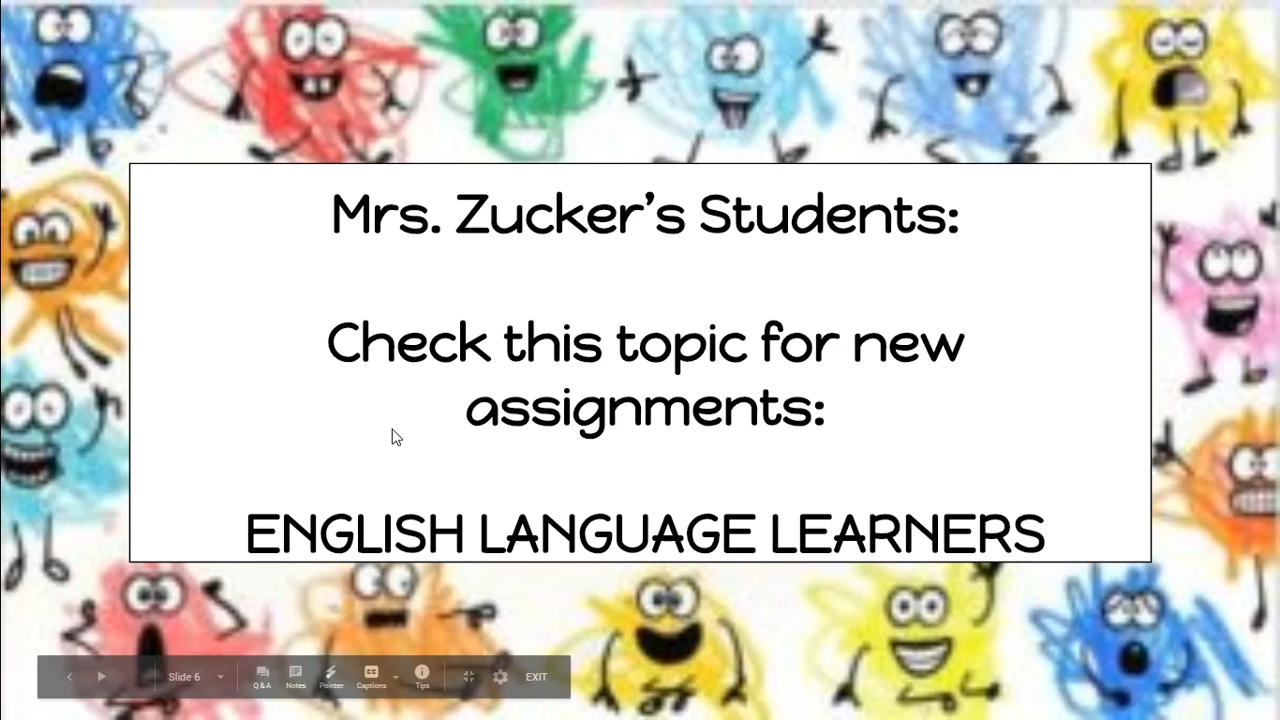 Mrs. Zucker’s Students:
Check this topic for new
assignments:
ENGLISH LANGUAGE LEARNERS
Slide 6
Q&A
Notes
Pointer
Captions
Tips
EXIT